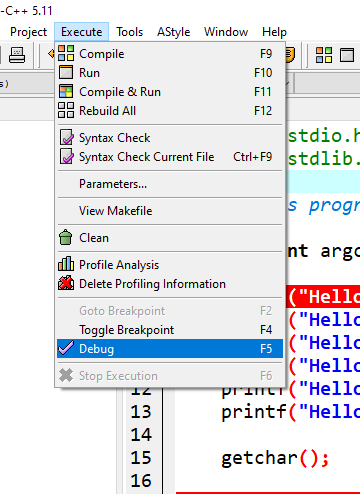 -C++ 5.11
Project Execute Tools AStyle Window Help
Compile F9
Run F10
Compile & Run F11
Rebuild All F12
Syntax Check
Syntax Check Current File Ctrl+F9
Parameters...
View Makefile
Clean
Profile Analysis
Delete Profiling Information
Goto Breakpoint F2
Toggle Breakpoint F4
Debug F5
Stop Execution F6
s)
stdio.h
stdlib.
s progr
nt argo
("Hello
("Hello
("Hello
("Hello
12 printf("Hello
13 printf("Hello
14
15 getchar();
16